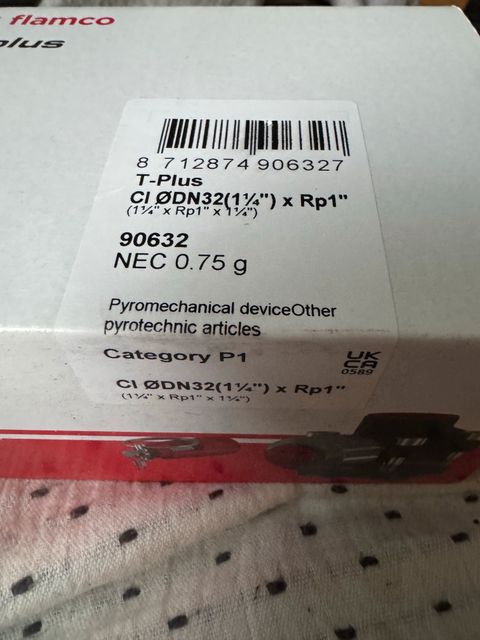 flamco
plus
8 712874 906327
T-Plus
CI ØDN32(1¼") x Rp1"
(1¼" x Rp1" x 1¼")
90632
NEC 0.75 g
Pyromechanical deviceOther
pyrotechnic articles
Category P1
UK
CA
0589
CI ØDN32(1¼") x Rp1"
(1¼" x Rp1" x 1¼")